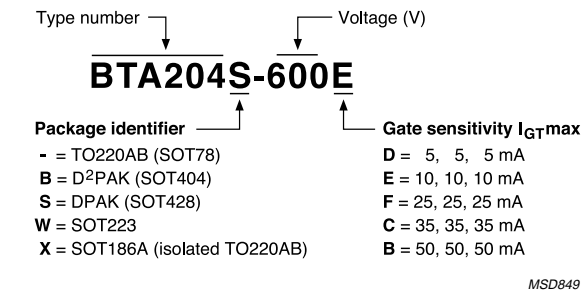 Type number Voltage (V)
BTA204S-600E
Package identifier Gate sensitivity IGTmax
- = TO220AB (SOT78) D = 5, 5, 5 mA
B = D2PAK (SOT404) E = 10, 10, 10 mA
S = DPAK (SOT428) F = 25, 25, 25 mA
W = SOT223 C = 35, 35, 35 mA
X = SOT186A (isolated TO220AB) B = 50, 50, 50 mA
MSD849